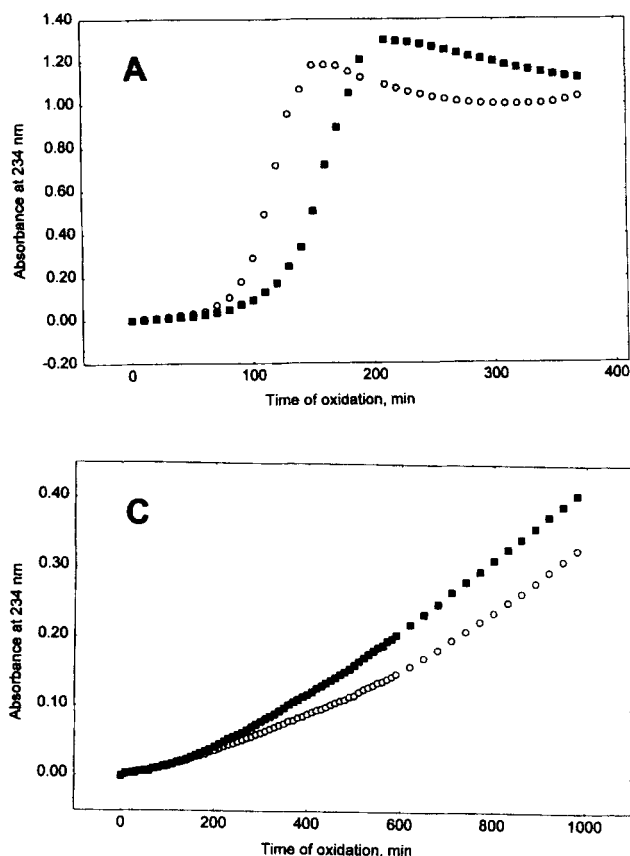 1.40
A
1.20
1.00
0.80
0.60
0.40
0.20
0.00
-0.20
0 100 200 300 400
Absorbance at 234 nm
Time of oxidation, min
C
0.40
0.30
0.20
0.10
0.00
0 200 400 600 800 1000
Absorbance at 234 nm
Time of oxidation, min